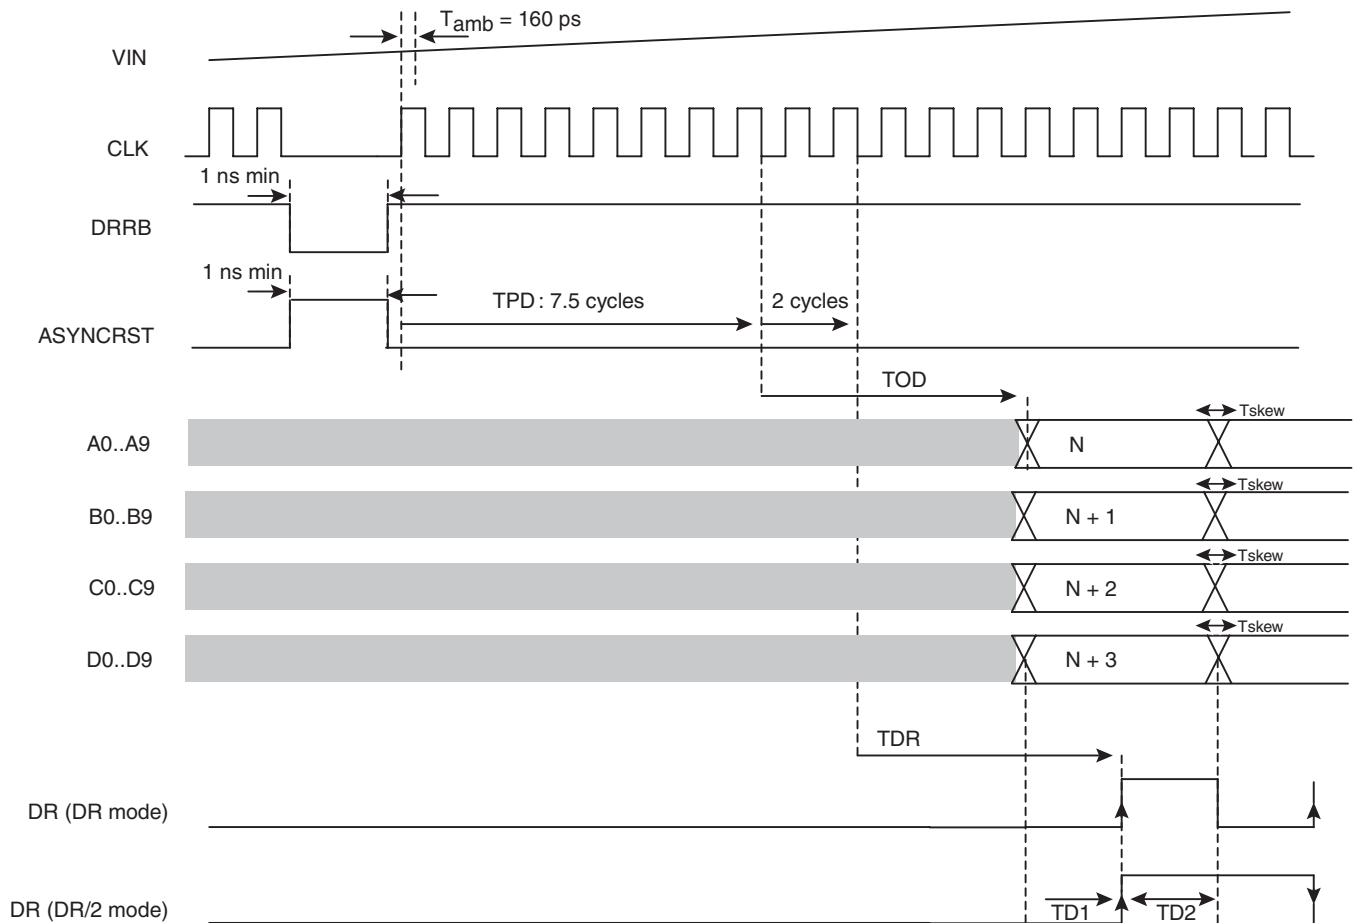 T_amb = 160 ps
VIN
CLK
1 ns min
DRRB
1 ns min
TPD : 7.5 cycles
2 cycles
ASYNCRST
TOD
Tskew
A0..A9
N
Tskew
B0..B9
N + 1
Tskew
C0..C9
N + 2
Tskew
D0..D9
N + 3
TDR
DR (DR mode)
DR (DR/2 mode)
TD1
TD2